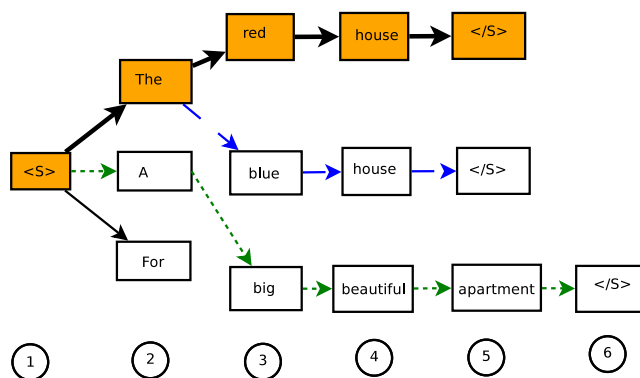 red
house
</S>
The
<S>
A
blue
house
</S>
For
big
beautiful
apartment
</S>
1
2
3
4
5
6